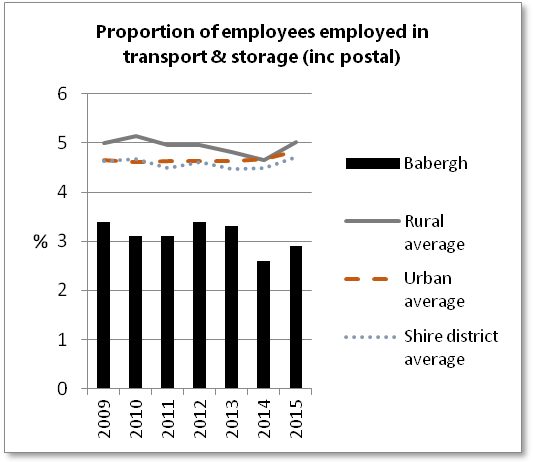 Proportion of employees employed in
transport & storage (inc postal)
6
5
4
3
2
1
0
%
2009
2010
2011
2012
2013
2014
2015
Babergh
Rural
average
Urban
average
Shire district
average